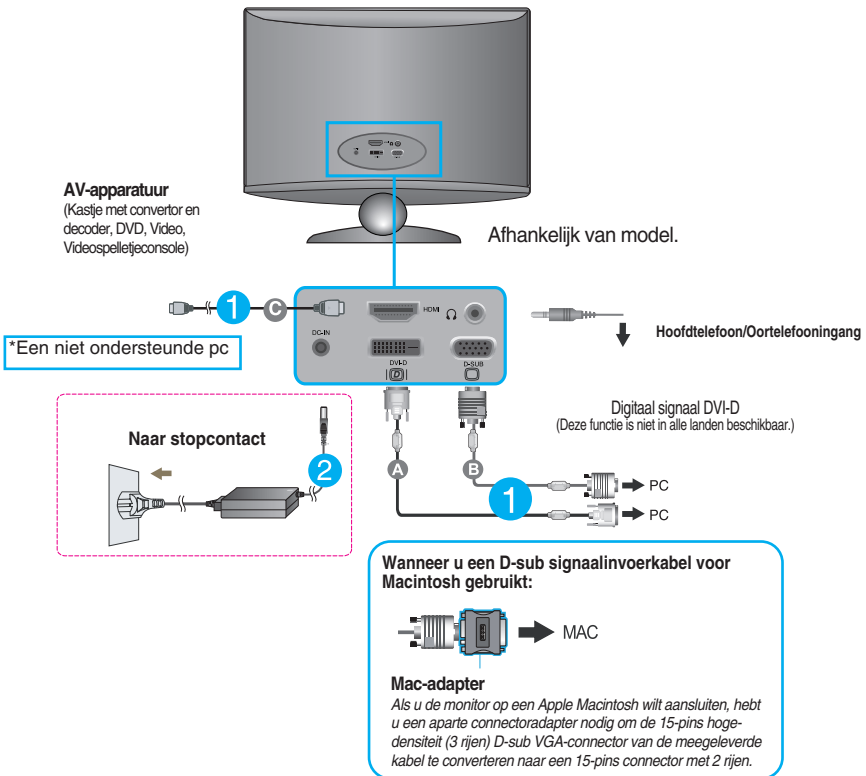 AV-apparatuur
(Kastje met convertor en
decoder, DVD, Video,
Videospelletjeconsole)
Afhankelijk van model.
1
C
HDMI
DC-IN
DVI-D
D
D-SUB
*Een niet ondersteunde pc
Hoofdtelefoon/Oortelefooningang
Digitaal signaal DVI-D
(Deze functie is niet in alle landen beschikbaar.)
Naar stopcontact
2
A
B
1
PC
PC
Wanneer u een D-sub signaalinvoerkabel voor
Macintosh gebruikt:
MAC
Mac-adapter
Als u de monitor op een Apple Macintosh wilt aansluiten, hebt
u een aparte connectoradapter nodig om de 15-pins hoge-
densiteit (3 rijen) D-sub VGA-connector van de meegeleverde
kabel te converteren naar een 15-pins connector met 2 rijen.